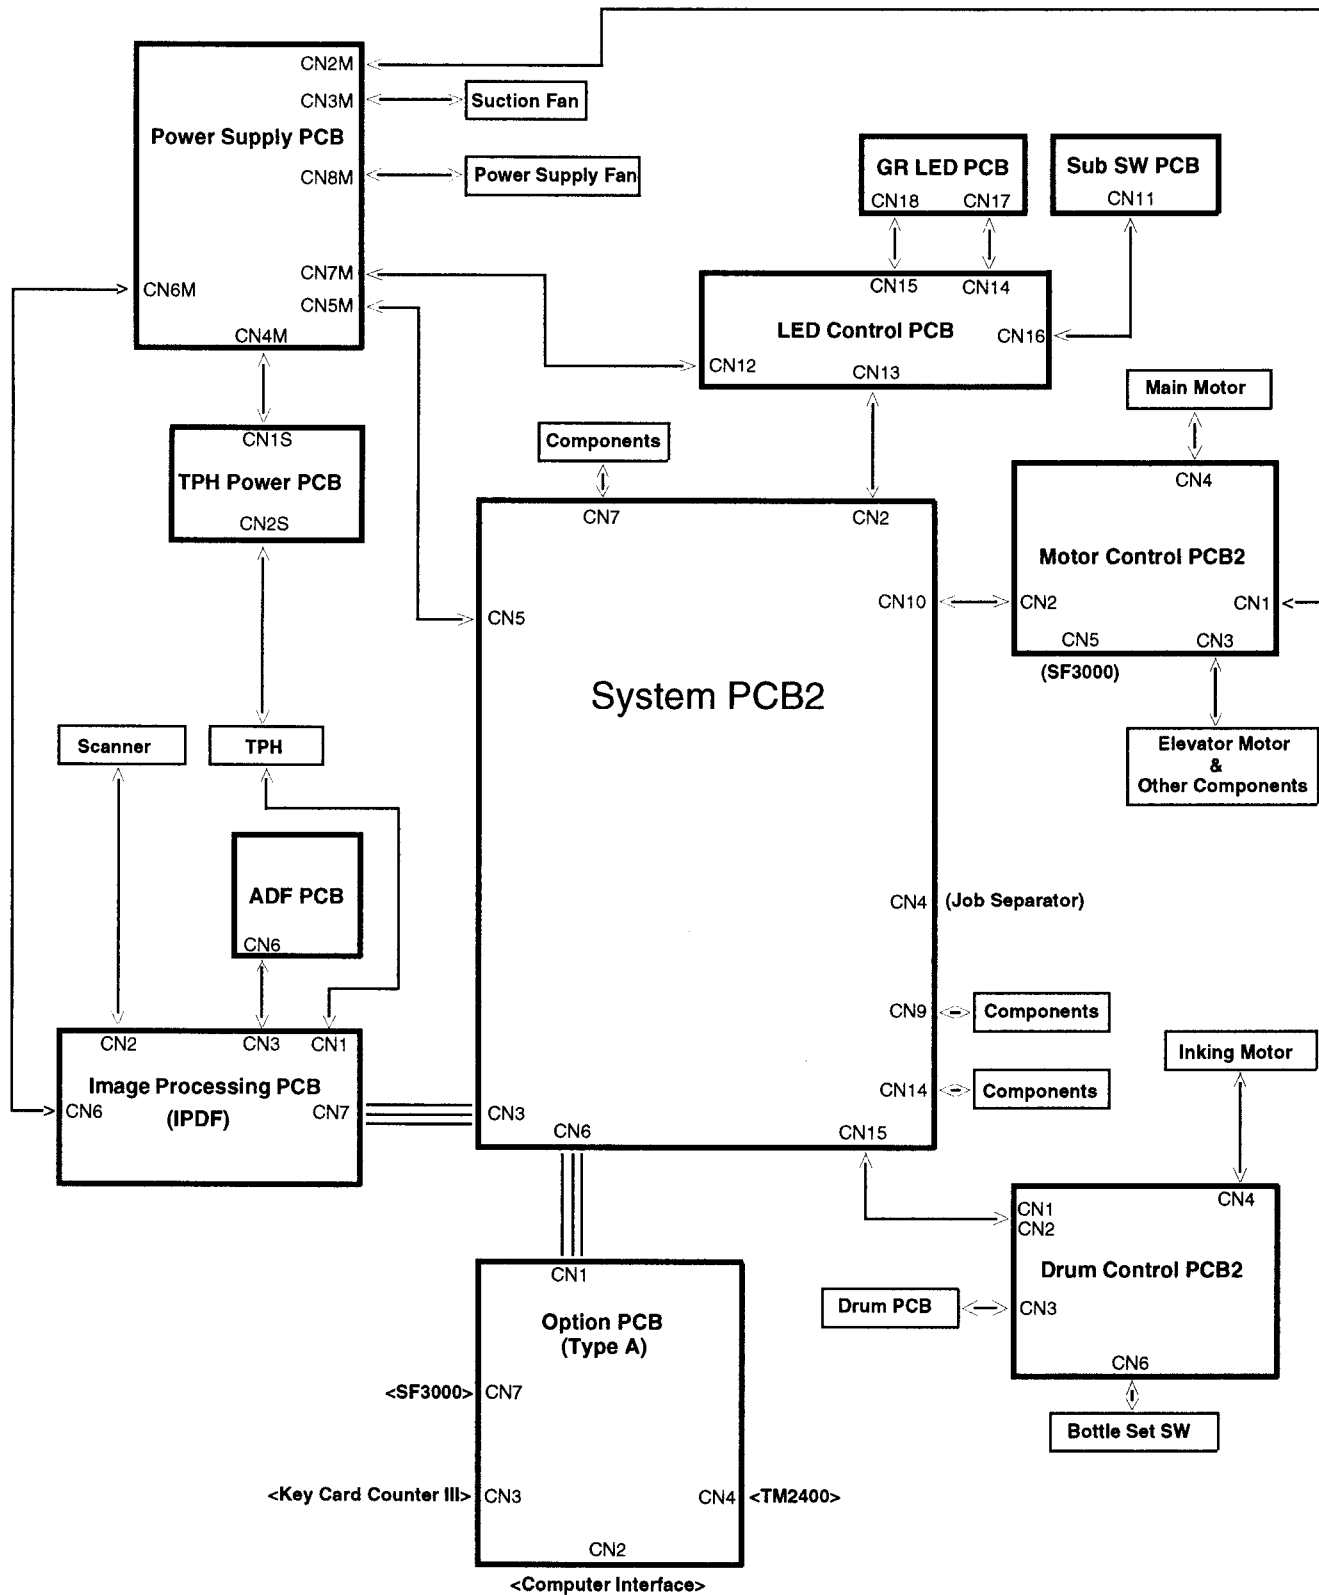 CN2M
CN3M
Suction Fan
Power Supply PCB
CN8M
Power Supply Fan
CN7M
CN6M
CN5M
CN4M
GR LED PCB
CN18
CN17
Sub SW PCB
CN11
CN15
CN14
LED Control PCB
CN16
CN12
CN13
CN1S
TPH Power PCB
CN2S
Components
Main Motor
CN4
Motor Control PCB2
CN2
CN1
CN5
CN3
(SF3000)
Elevator Motor
&
Other Components
CN7
CN2
CN10
CN5
System PCB2
CN4
(Job Separator)
CN9
Components
CN14
Components
CN3
CN6
CN15
Scanner
TPH
ADF PCB
CN6
CN2
CN3
CN1
Image Processing PCB
(IPDF)
CN6
CN7
Inking Motor
CN4
CN1
CN2
Drum Control PCB2
Drum PCB
CN3
CN6
Bottle Set SW
CN1
Option PCB
(Type A)
<SF3000>
CN7
<Key Card Counter III>
CN3
CN4
<TM2400>
CN2
<Computer Interface>